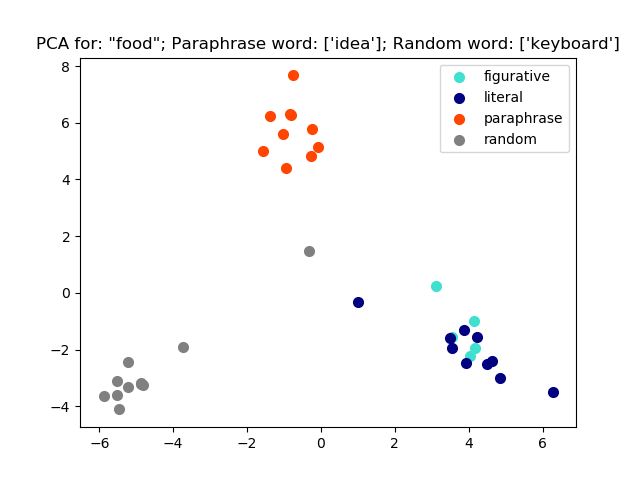 PCA for: "food"; Paraphrase word: ['idea']; Random word: ['keyboard']
figurative
literal
paraphrase
random
8
6
4
2
0
−2
−4
−6 −4 −2 0 2 4 6